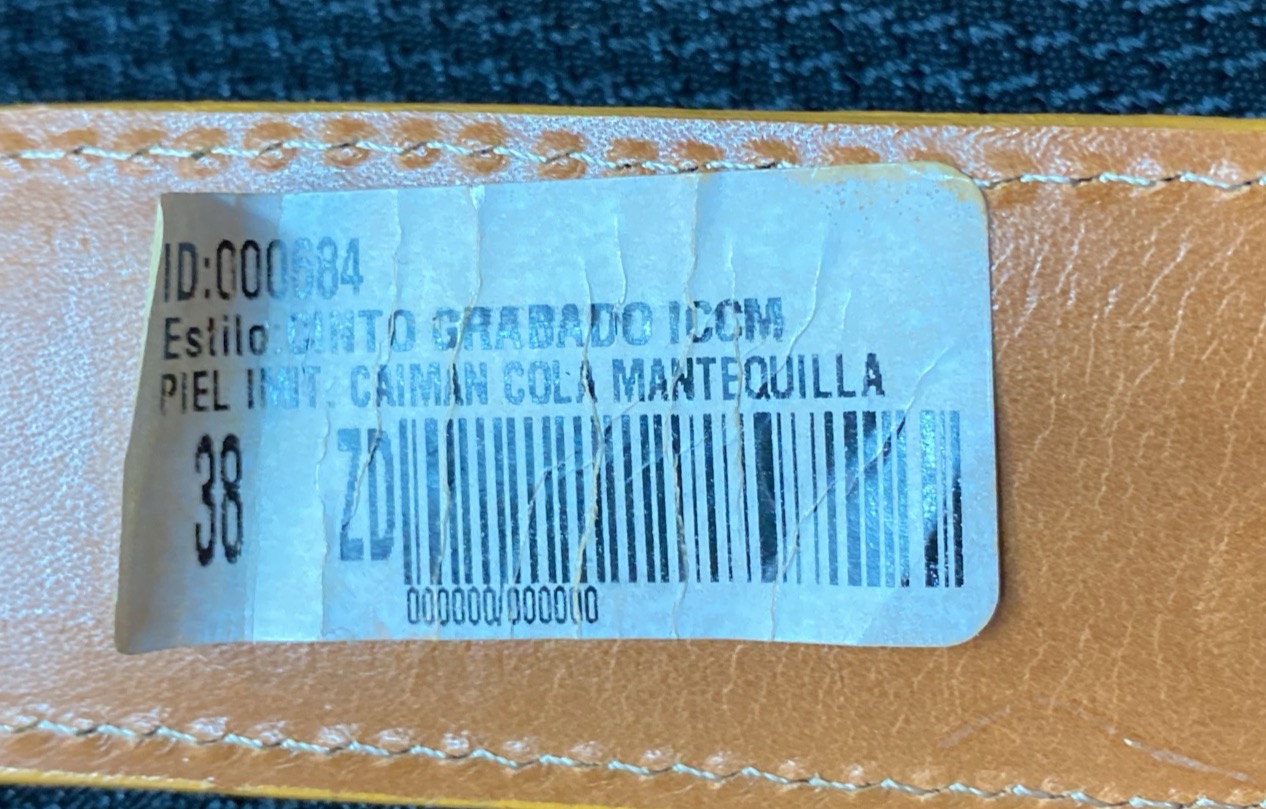 ID:000684
Estilo:CINTO GRABADO ICCM
PIEL IMIT. CAIMAN COLA MANTEQUILLA
38 ZD
000000/000000